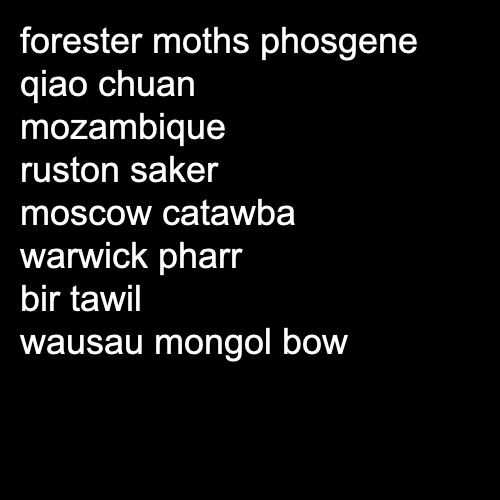 forester moths phosgene
qiao chuan
mozambique
ruston saker
moscow catawba
warwick pharr
bir tawil
wausau mongol bow